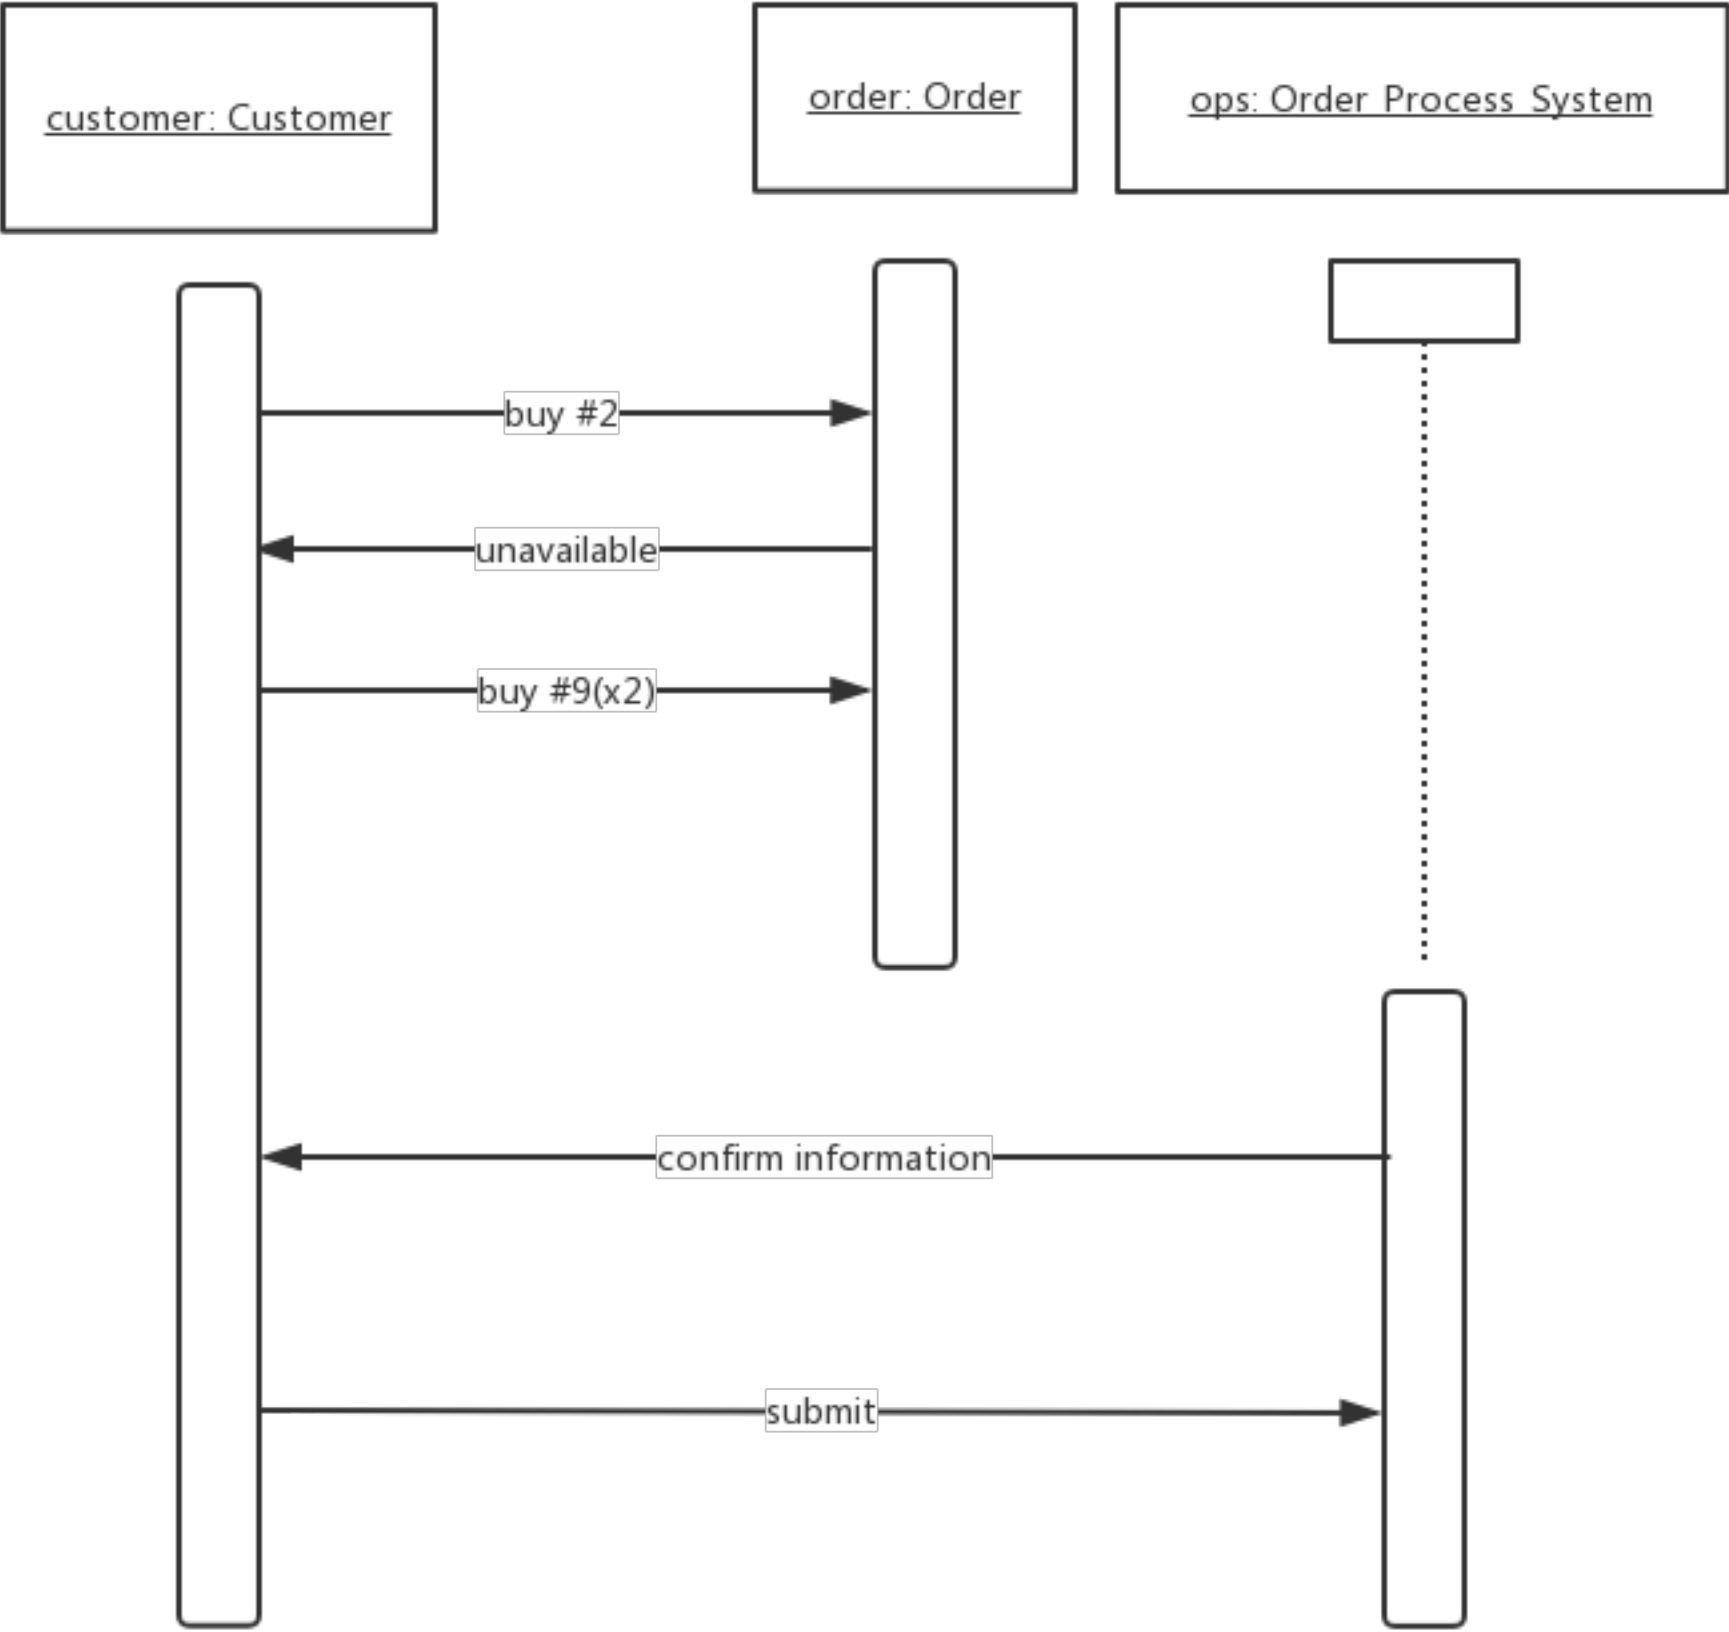 customer: Customer
order: Order
ops: Order Process System
buy #2
unavailable
buy #9(x2)
confirm information
submit